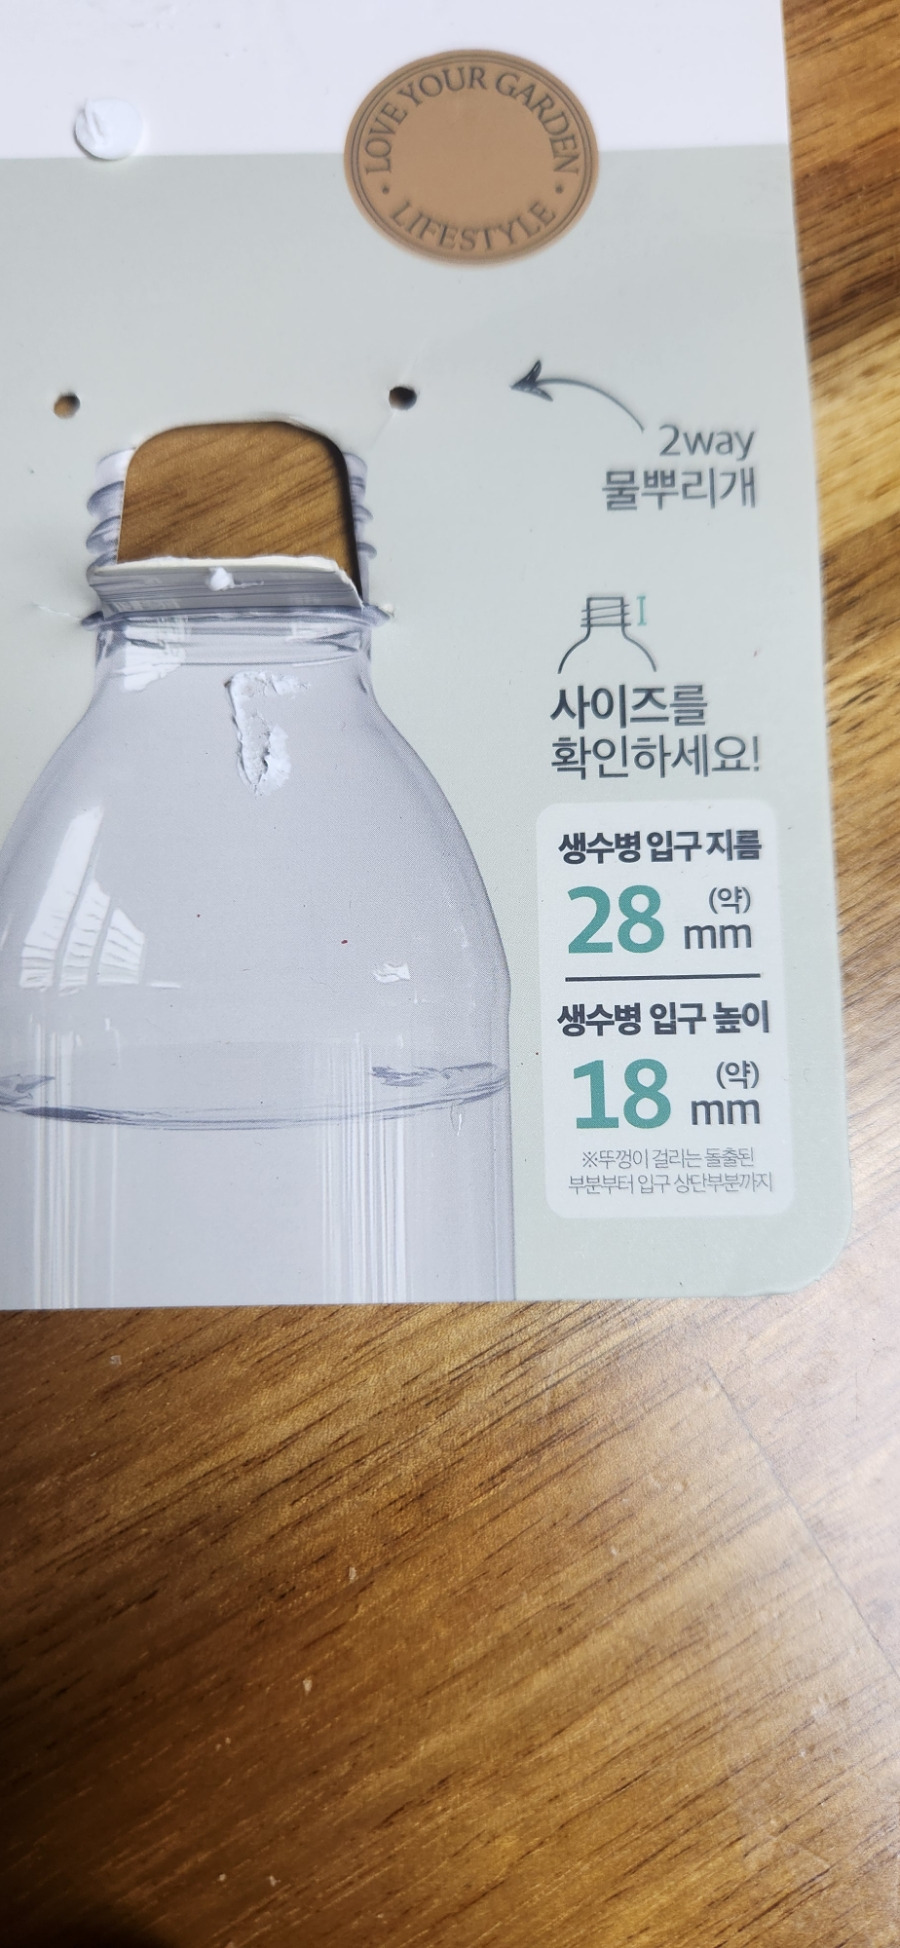 LOVE YOUR GARDEN
· LIFESTYLE ·
2way
물뿌리개
사이즈를
확인하세요!
생수병 입구 지름
28 (약) mm
생수병 입구 높이
18 (약) mm
※뚜껑이 걸리는 돌출된
부분부터 입구 상단부분까지